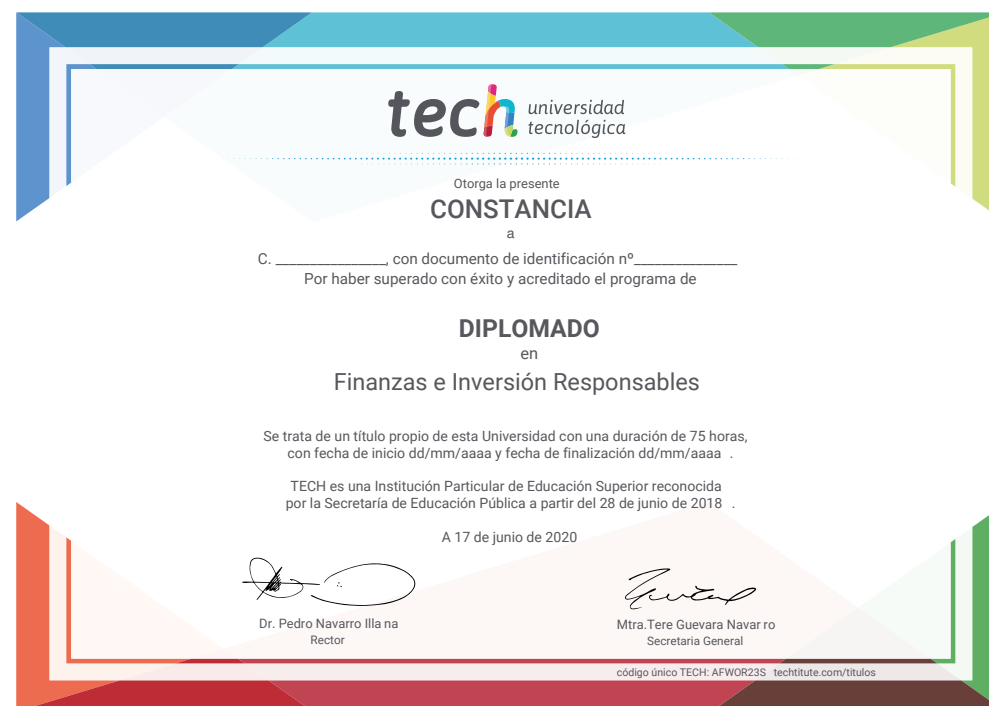 tech universidad
tecnológica
Otorga la presente
CONSTANCIA
a
C. ________________, con documento de identificación nº_______________
Por haber superado con éxito y acreditado el programa de
DIPLOMADO
en
Finanzas e Inversión Responsables
Se trata de un título propio de esta Universidad con una duración de 75 horas,
con fecha de inicio dd/mm/aaaa y fecha de finalización dd/mm/aaaa .
TECH es una Institución Particular de Educación Superior reconocida
por la Secretaría de Educación Pública a partir del 28 de junio de 2018 .
A 17 de junio de 2020
Dr. Pedro Navarro Illa na
Rector
Mtra.Tere Guevara Navar ro
Secretaria General
código único TECH: AFWOR23S techtitute.com/titulos